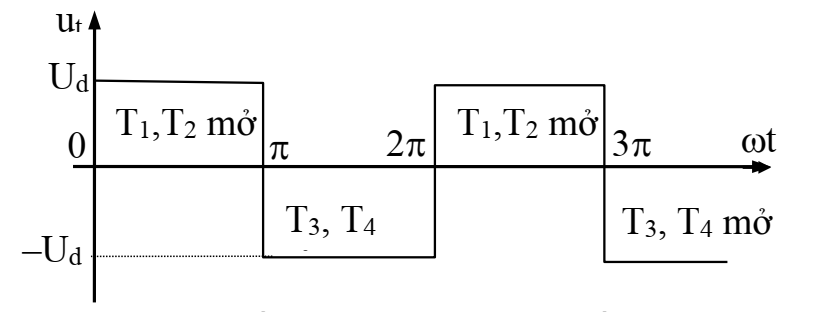 uₜ
U_d
T₁,T₂ mở
T₁,T₂ mở
0
π
2π
3π
ωt
T₃, T₄
T₃, T₄ mở
–U_d